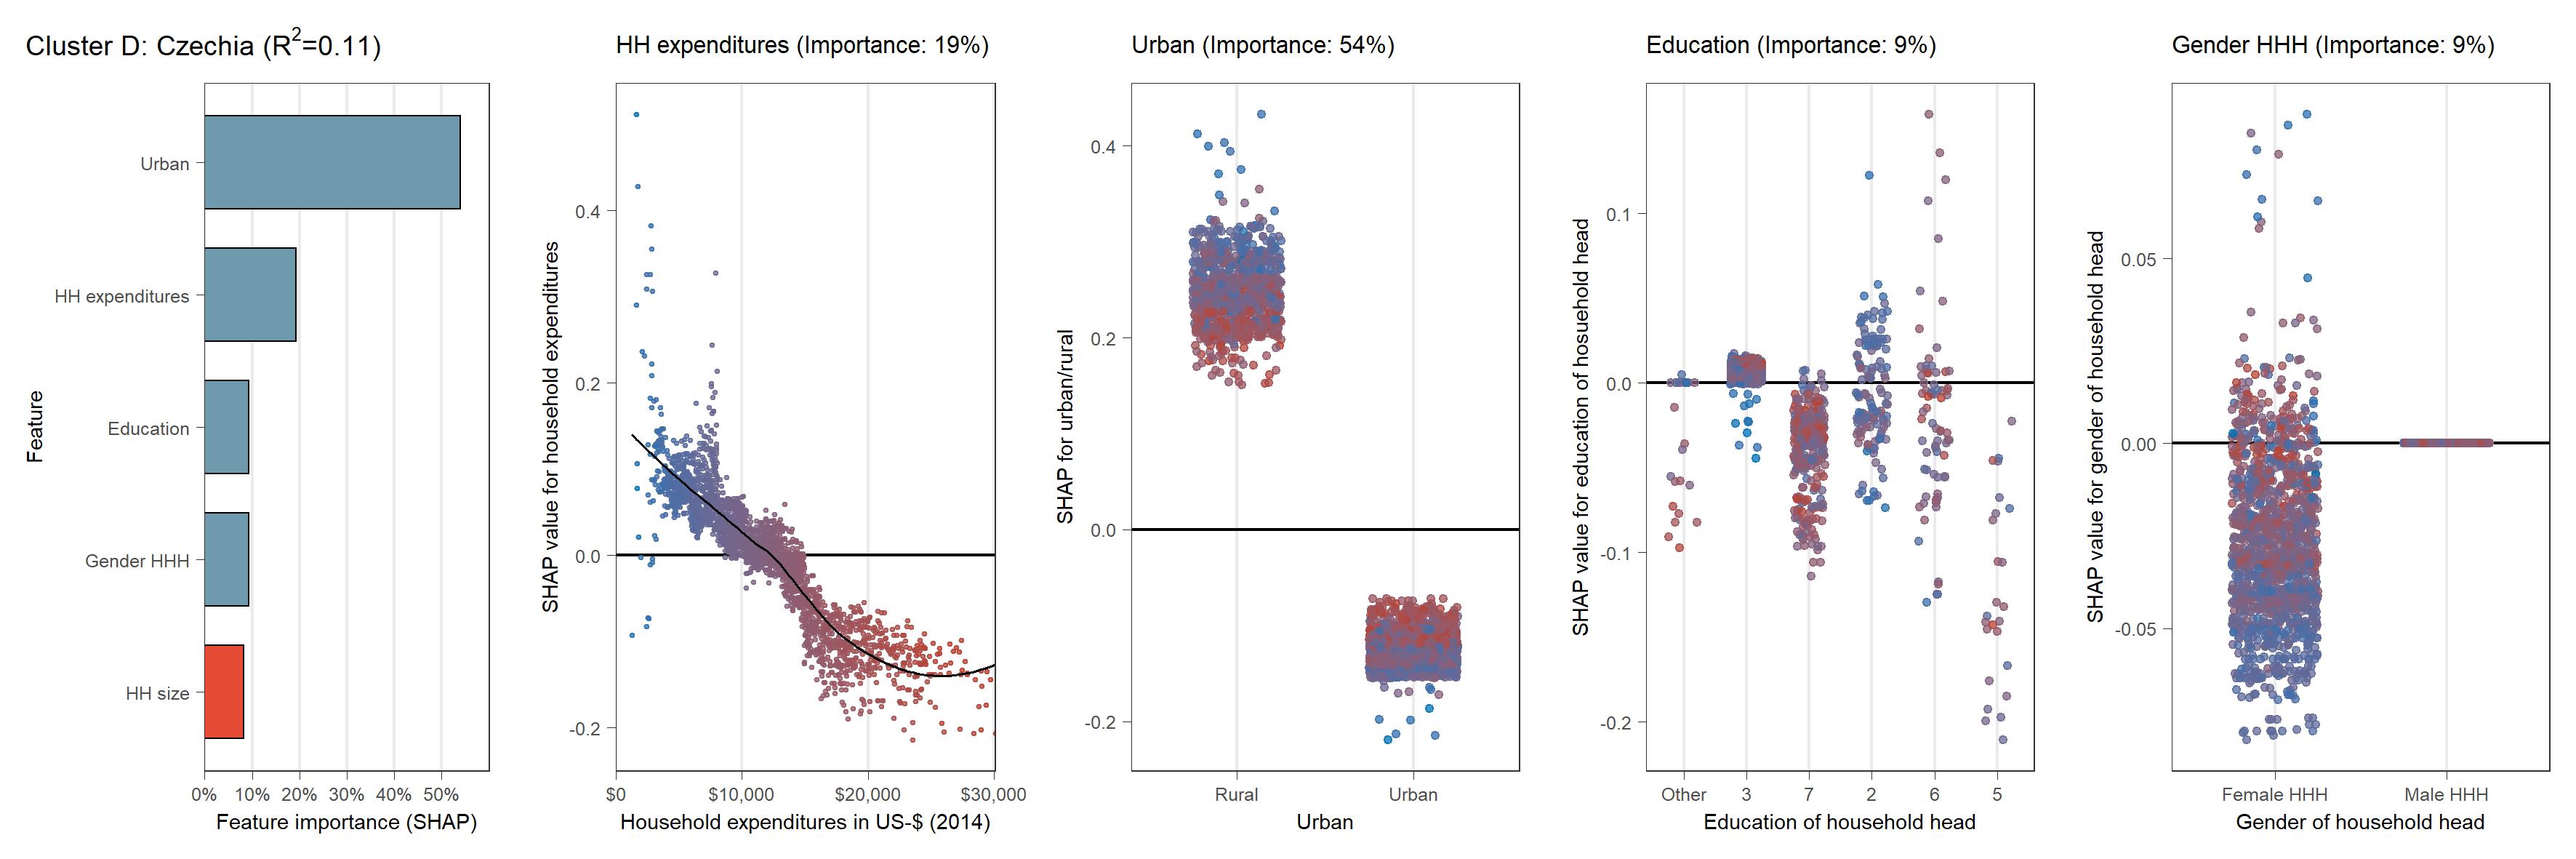 Cluster D: Czechia (R²=0.11)
Feature
Urban
HH expenditures
Education
Gender HHH
HH size
0% 10% 20% 30% 40% 50%
Feature importance (SHAP)
HH expenditures (Importance: 19%)
SHAP value for household expenditures
0.4
0.2
0.0
-0.2
$0 $10,000 $20,000 $30,000
Household expenditures in US-$ (2014)
Urban (Importance: 54%)
SHAP for urban/rural
0.4
0.2
0.0
-0.2
Rural Urban
Urban
Education (Importance: 9%)
SHAP value for education of household head
0.1
0.0
-0.1
-0.2
Other 3 7 2 6 5
Education of household head
Gender HHH (Importance: 9%)
SHAP value for gender of household head
0.05
0.00
-0.05
Female HHH Male HHH
Gender of household head